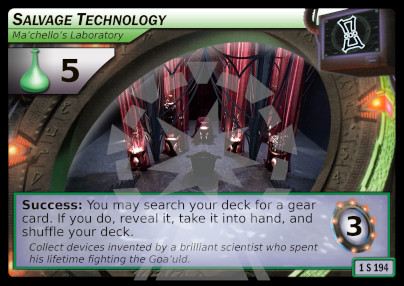 SALVAGE TECHNOLOGY
Ma'chello's Laboratory
5
Success: You may search your deck for a gear
card. If you do, reveal it, take it into hand, and
shuffle your deck.
Collect devices invented by a brilliant scientist who spent
his lifetime fighting the Goa'uld.
3
1 S 194